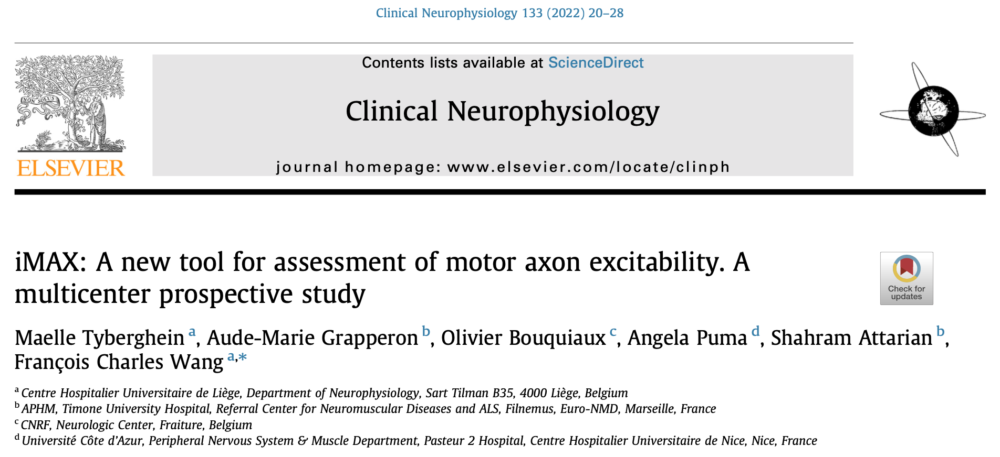 Clinical Neurophysiology 133 (2022) 20–28
Contents lists available at ScienceDirect
Clinical Neurophysiology
journal homepage: www.elsevier.com/locate/clinph
NON SOLUS
ELSEVIER
iMAX: A new tool for assessment of motor axon excitability. A
multicenter prospective study
Check for
updates
Maelle Tyberghein a, Aude-Marie Grapperon b, Olivier Bouquiaux c, Angela Puma d, Shahram Attarian b,
François Charles Wang a,*
a Centre Hospitalier Universitaire de Liège, Department of Neurophysiology, Sart Tilman B35, 4000 Liège, Belgium
b APHM, Timone University Hospital, Referral Center for Neuromuscular Diseases and ALS, Filnemus, Euro-NMD, Marseille, France
c CNRF, Neurologic Center, Fraiture, Belgium
d Université Côte d'Azur, Peripheral Nervous System & Muscle Department, Pasteur 2 Hospital, Centre Hospitalier Universitaire de Nice, Nice, France